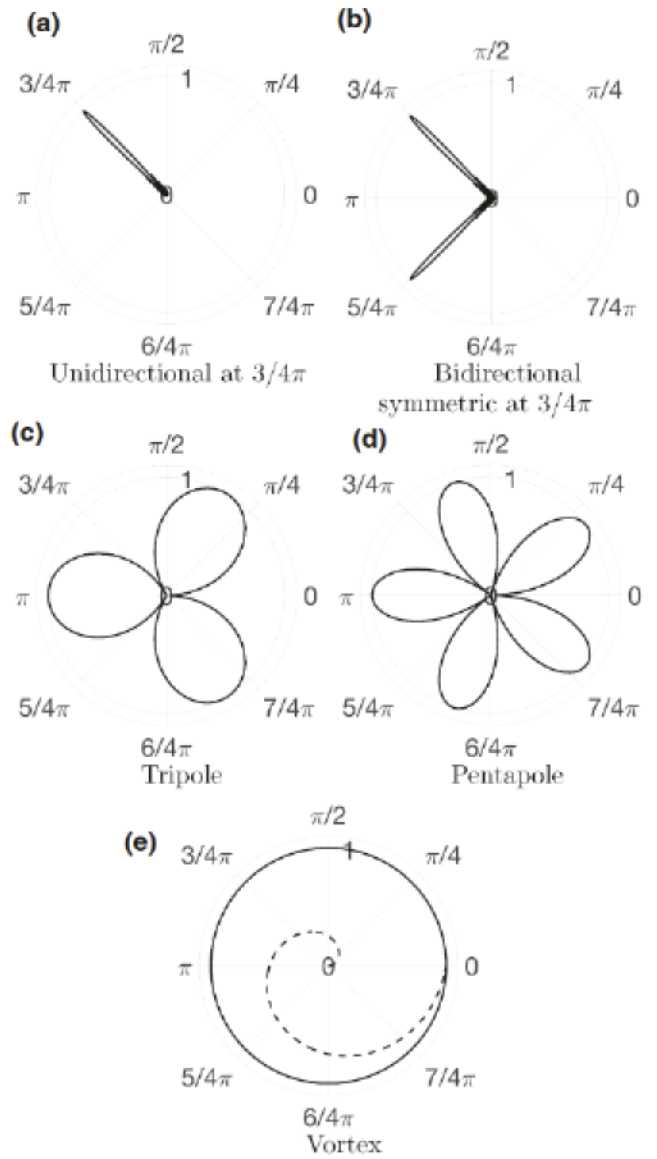 (a)
π/2
3/4π
1
π/4
π
0
5/4π
7/4π
6/4π
Unidirectional at 3/4π
(b)
π/2
3/4π
1
π/4
π
0
5/4π
7/4π
6/4π
Bidirectional
symmetric at 3/4π
(c)
π/2
3/4π
1
π/4
π
0
5/4π
7/4π
6/4π
Tripole
(d)
π/2
3/4π
1
π/4
π
0
5/4π
7/4π
6/4π
Pentapole
(e)
π/2
3/4π
1
π/4
π
0
0
5/4π
7/4π
6/4π
Vortex